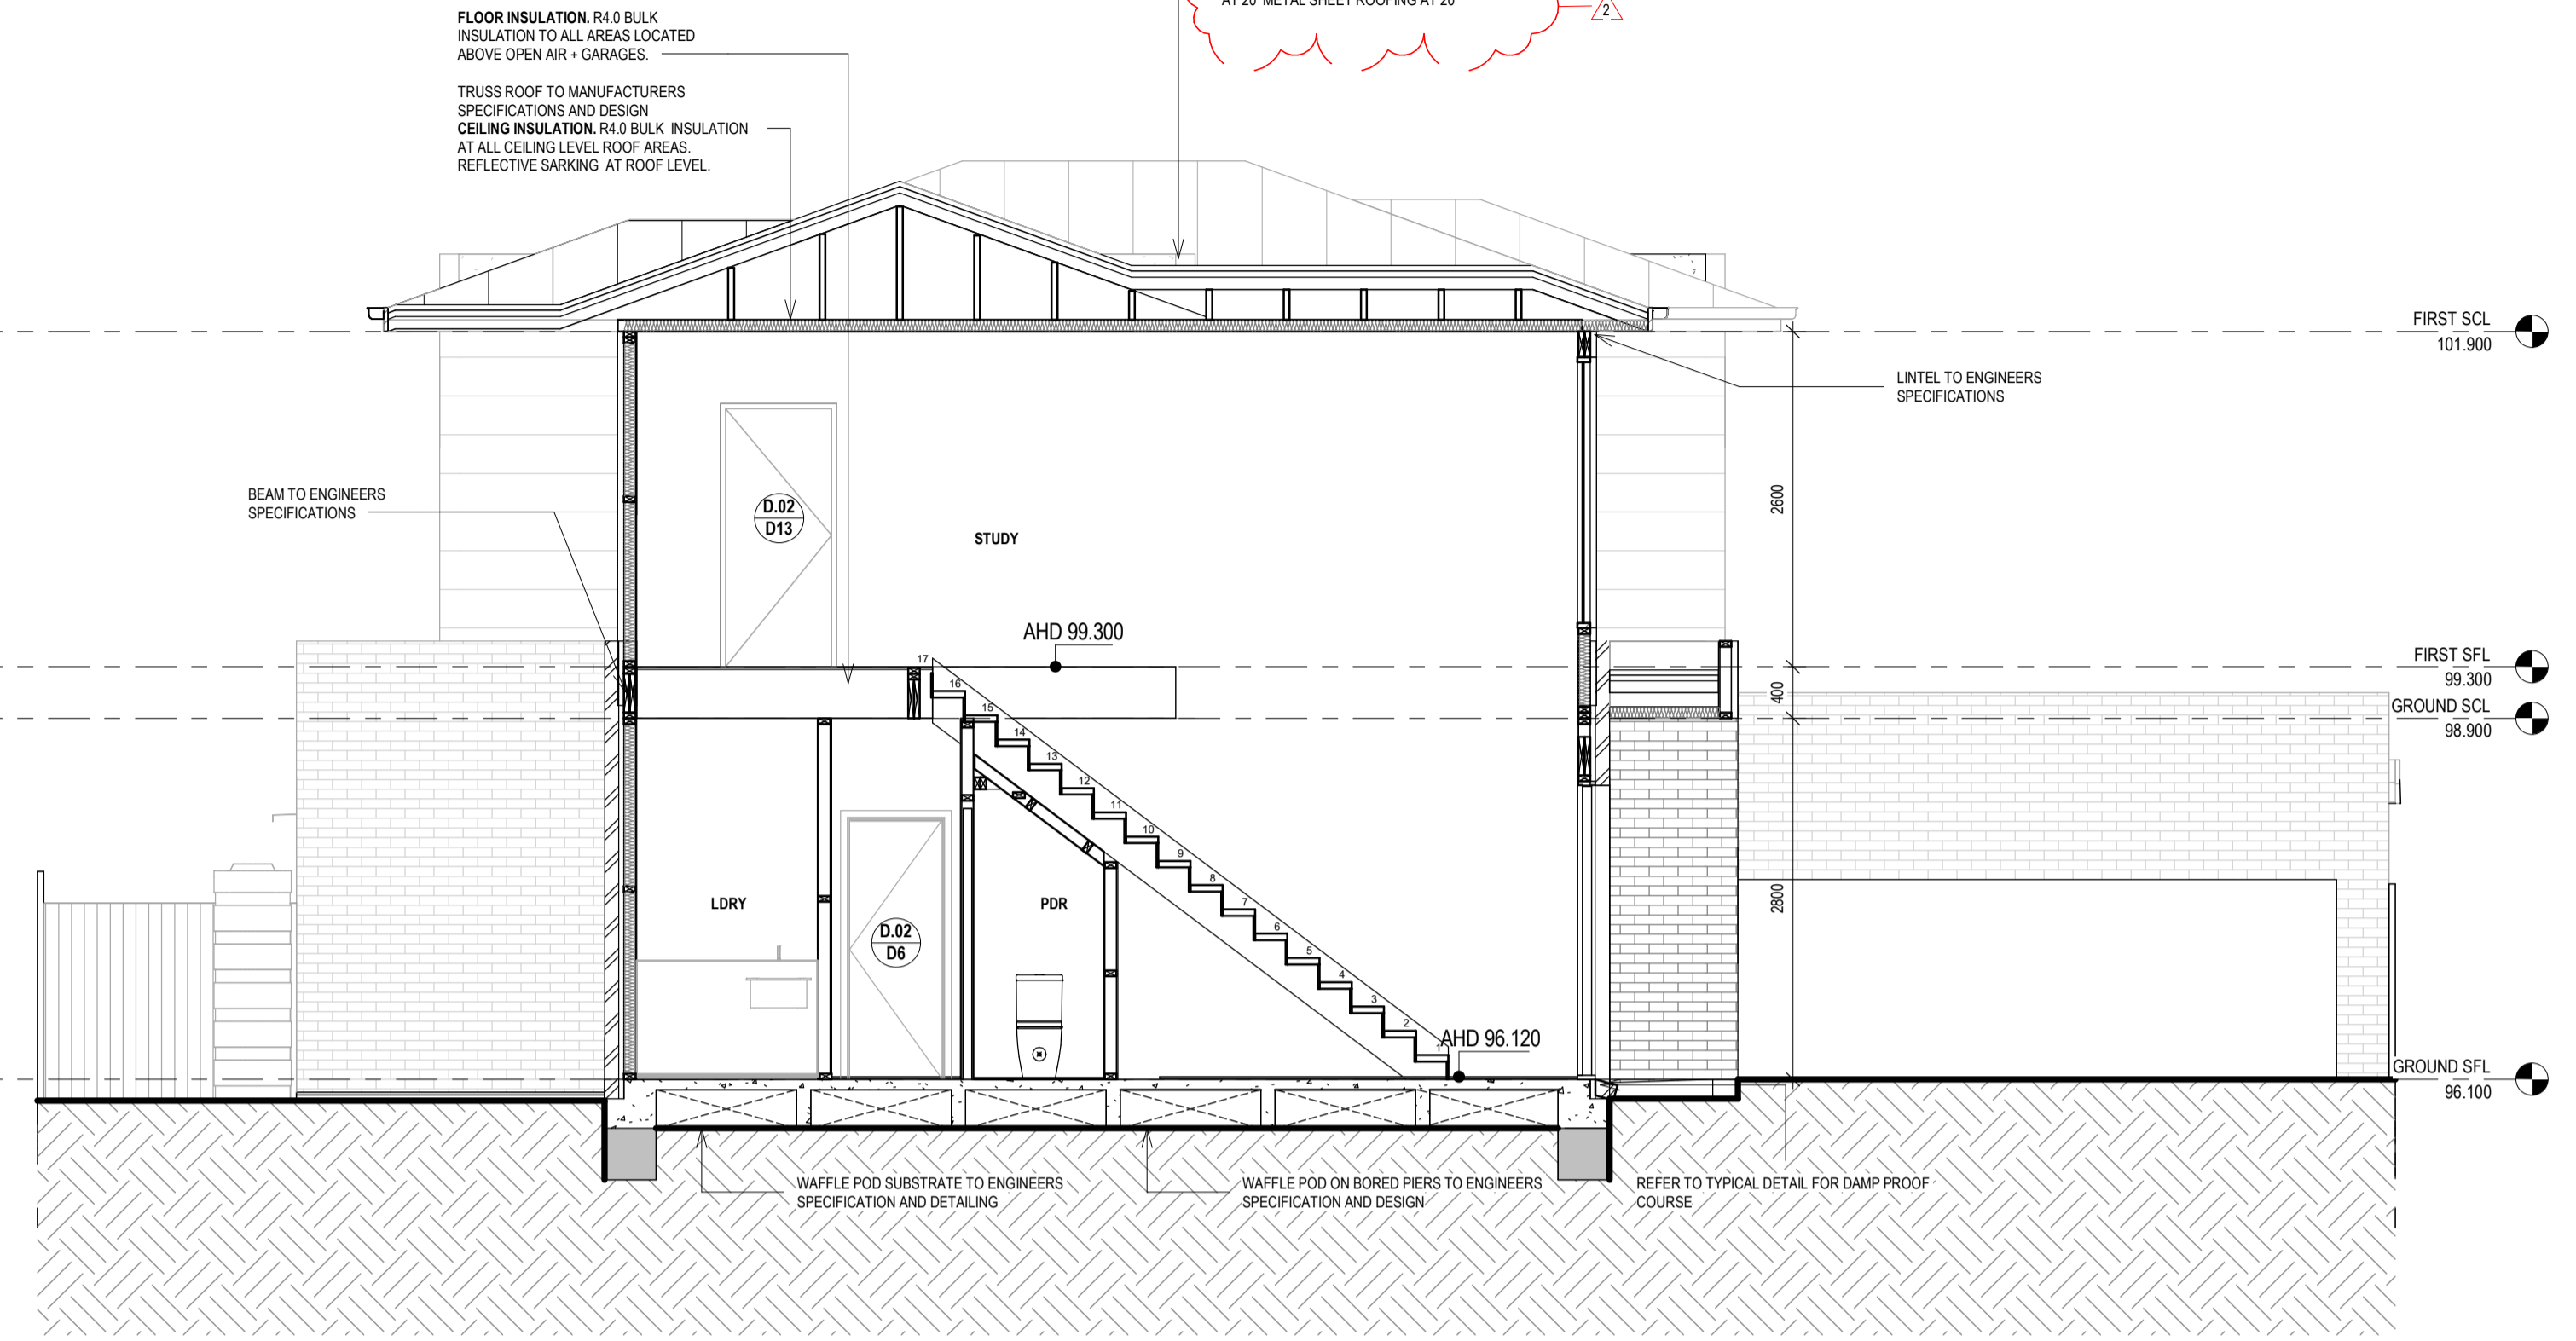 FLOOR INSULATION. R4.0 BULK
INSULATION TO ALL AREAS LOCATED
ABOVE OPEN AIR + GARAGES.
TRUSS ROOF TO MANUFACTURERS
SPECIFICATIONS AND DESIGN
CEILING INSULATION. R4.0 BULK INSULATION
AT ALL CEILING LEVEL ROOF AREAS.
REFLECTIVE SARKING AT ROOF LEVEL.
METAL SHEET ROOFING AT
2
FIRST SCL
101.900
LINTEL TO ENGINEERS
SPECIFICATIONS
BEAM TO ENGINEERS
SPECIFICATIONS
D.02
D13
STUDY
2600
AHD 99.300
FIRST SFL
99.300
400
GROUND SCL
98.900
17
16
15
14
13
12
11
10
9
8
7
6
5
4
3
2
1
LDRY
D.02
D6
PDR
2800
AHD 96.120
GROUND SFL
96.100
WAFFLE POD SUBSTRATE TO ENGINEERS
SPECIFICATION AND DETAILING
WAFFLE POD ON BORED PIERS TO ENGINEERS
SPECIFICATION AND DESIGN
REFER TO TYPICAL DETAIL FOR DAMP PROOF
COURSE